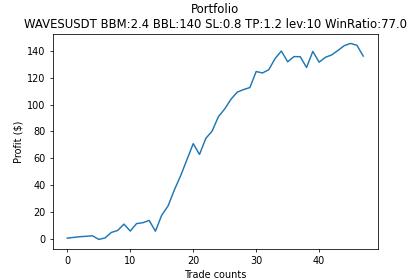 Portfolio
WAVESUSDT BBM:2.4 BBL:140 SL:0.8 TP:1.2 lev:10 WinRatio:77.0
140
120
100
80
60
40
20
0
Profit ($)
0 10 20 30 40
Trade counts